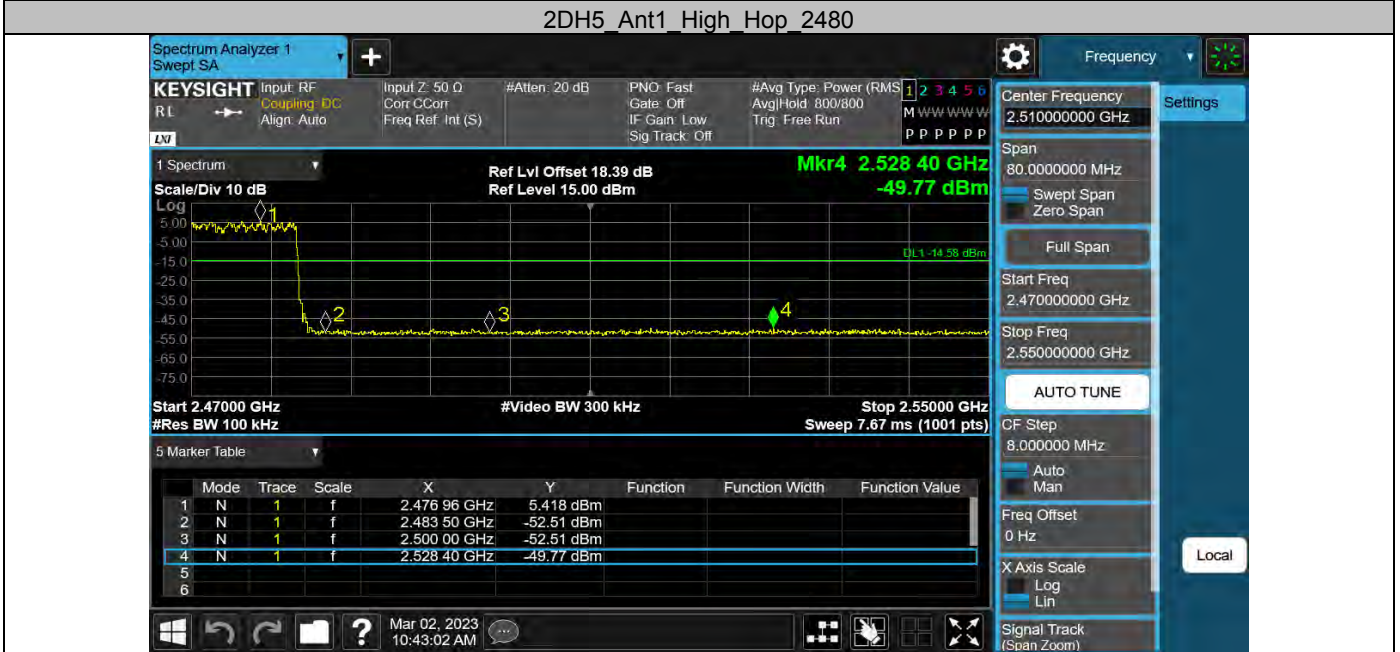 2DH5_Ant1_High_Hop_2480
Spectrum Analyzer 1
Swept SA
+
Frequency
KEYSIGHT
RL
LXI
Input: RF
Coupling: DC
Align: Auto
Input Z: 50 Ω
Corr CCorr
Freq Ref: Int (S)
#Atten: 20 dB
PNO: Fast
Gate: Off
IF Gain: Low
Sig Track: Off
#Avg Type: Power (RMS
Avg|Hold: 800/800
Trig: Free Run
1 2 3 4 5 6
M W W W W W
P P P P P P
1 Spectrum
Scale/Div 10 dB
Log
Ref Lvl Offset 18.39 dB
Ref Level 15.00 dBm
Mkr4 2.528 40 GHz
-49.77 dBm
5.00
-5.00
-15.0
-25.0
-35.0
-45.0
-55.0
-65.0
-75.0
1
2
3
4
DL1 -14.58 dBm
Start 2.47000 GHz
#Video BW 300 kHz
Stop 2.55000 GHz
#Res BW 100 kHz
Sweep 7.67 ms (1001 pts)
5 Marker Table
Mode Trace Scale X Y Function Function Width Function Value
1 N 1 f 2.476 96 GHz 5.418 dBm
2 N 1 f 2.483 50 GHz -52.51 dBm
3 N 1 f 2.500 00 GHz -52.51 dBm
4 N 1 f 2.528 40 GHz -49.77 dBm
5
6
?
Mar 02, 2023
10:43:02 AM
Center Frequency
2.510000000 GHz
Settings
Span
80.0000000 MHz
Swept Span
Zero Span
Full Span
Start Freq
2.470000000 GHz
Stop Freq
2.550000000 GHz
AUTO TUNE
CF Step
8.000000 MHz
Auto
Man
Freq Offset
0 Hz
Local
X Axis Scale
Log
Lin
Signal Track
(Span Zoom)